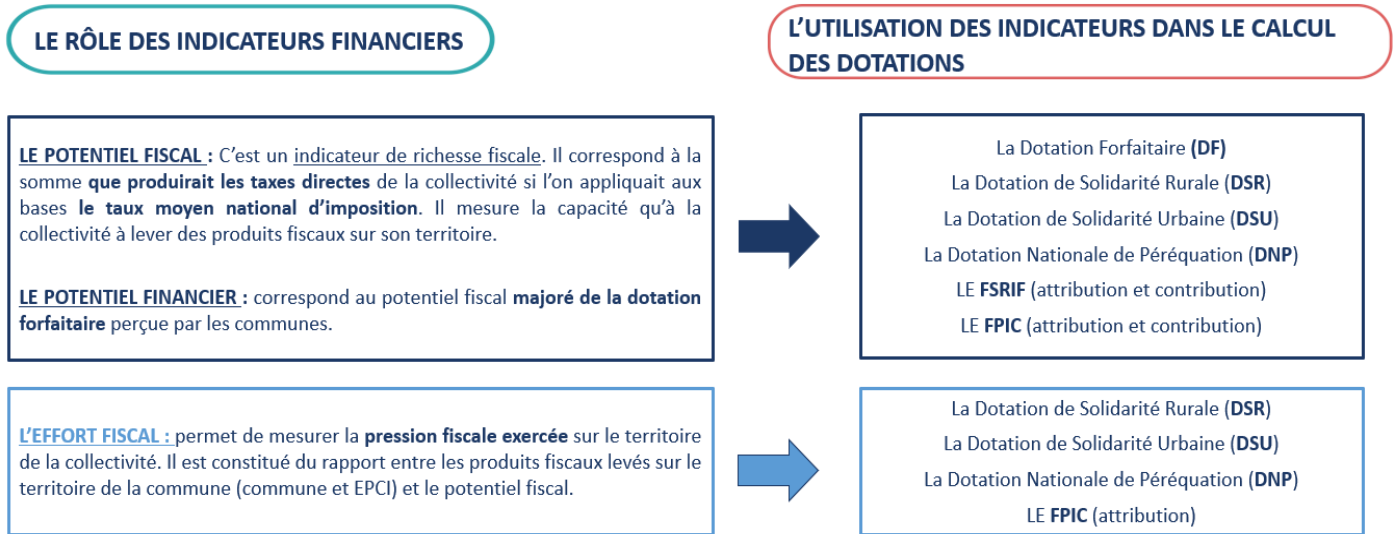 LE RÔLE DES INDICATEURS FINANCIERS
L'UTILISATION DES INDICATEURS DANS LE CALCUL
DES DOTATIONS
LE POTENTIEL FISCAL : C'est un indicateur de richesse fiscale. Il correspond à la
somme que produirait les taxes directes de la collectivité si l'on appliquait aux
bases le taux moyen national d'imposition. Il mesure la capacité qu'à la
collectivité à lever des produits fiscaux sur son territoire.
LE POTENTIEL FINANCIER : correspond au potentiel fiscal majoré de la dotation
forfaitaire perçue par les communes.
La Dotation Forfaitaire (DF)
La Dotation de Solidarité Rurale (DSR)
La Dotation de Solidarité Urbaine (DSU)
La Dotation Nationale de Péréquation (DNP)
LE FSRIF (attribution et contribution)
LE FPIC (attribution et contribution)
L'EFFORT FISCAL : permet de mesurer la pression fiscale exercée sur le territoire
de la collectivité. Il est constitué du rapport entre les produits fiscaux levés sur le
territoire de la commune (commune et EPCI) et le potentiel fiscal.
La Dotation de Solidarité Rurale (DSR)
La Dotation de Solidarité Urbaine (DSU)
La Dotation Nationale de Péréquation (DNP)
LE FPIC (attribution)